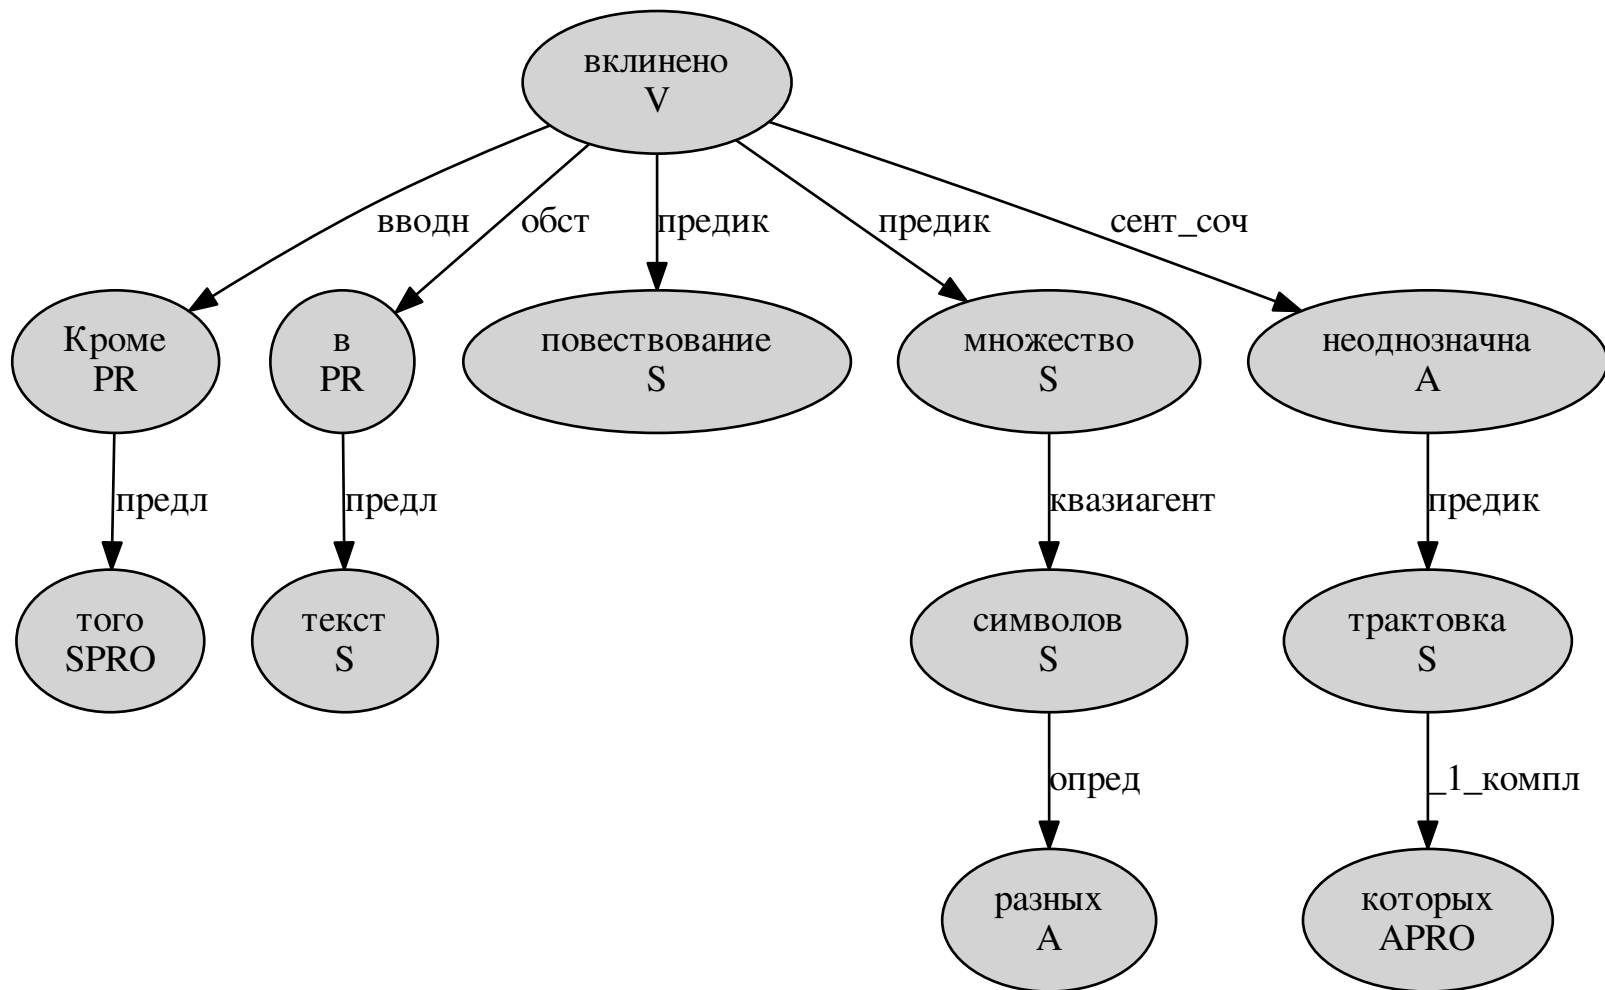 вклинено
V
вводн
обст
предик
предик
сент_соч
Кроме
PR
в
PR
повествование
S
множество
S
неоднозначна
A
предл
предл
квазиагент
предик
того
SPRO
текст
S
символов
S
трактовка
S
опред
_1_компл
разных
A
которых
APRO